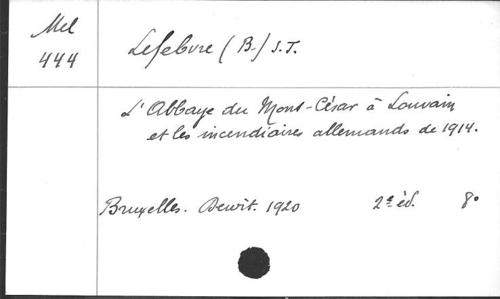 Mel
444
Lefebvre (B.) S.T.
L'Abbaye du Mont-César à Louvain
et les incendiaires allemands de 1914.
Bruxelles. Dewit. 1920 2e éd. 8o